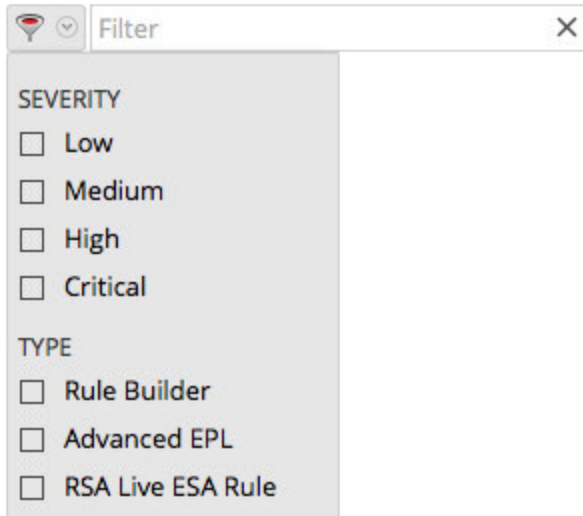 Filter
SEVERITY
Low
Medium
High
Critical
TYPE
Rule Builder
Advanced EPL
RSA Live ESA Rule